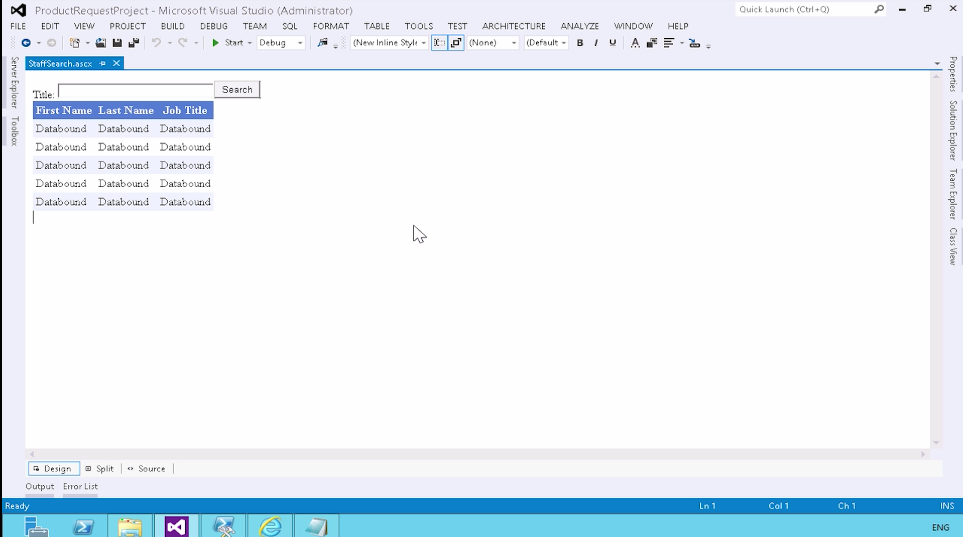 ProductRequestProject - Microsoft Visual Studio (Administrator)
Quick Launch (Ctrl+Q)
FILE EDIT VIEW PROJECT BUILD DEBUG TEAM SQL FORMAT TABLE TOOLS TEST ARCHITECTURE ANALYZE WINDOW HELP
Start Debug (New Inline Style (None) (Default B I U A
StaffSearch.ascx
Server Explorer
Toolbox
Title: Search
First Name Last Name Job Title
Databound Databound Databound
Databound Databound Databound
Databound Databound Databound
Databound Databound Databound
Databound Databound Databound
Properties
Solution Explorer
Team Explorer
Class View
Design Split Source
Output Error List
Ready Ln 1 Col 1 Ch 1 INS
ENG